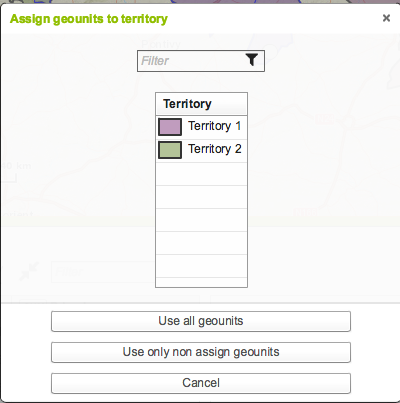 Assign geounits to territory
Filter
Territory
Territory 1
Territory 2
Use all geounits
Use only non assign geounits
Cancel